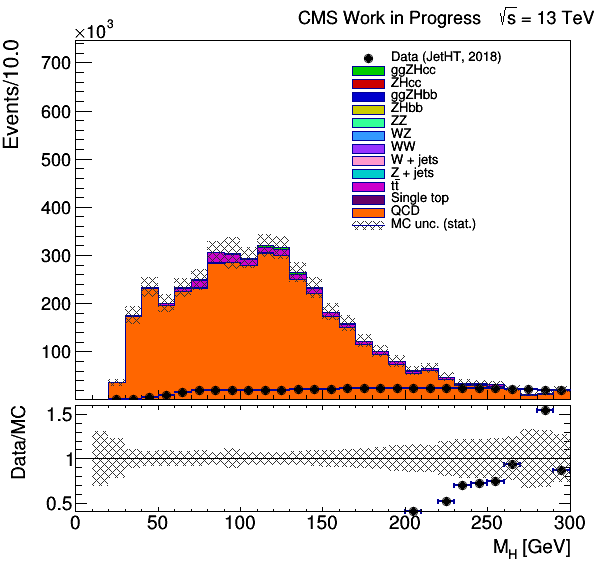 CMS Work in Progress √s = 13 TeV
×10³
Events/10.0
700
600
500
400
300
200
100
Data (JetHT, 2018)
ggZHcc
ZHcc
ggZHbb
ZHbb
ZZ
WZ
WW
W + jets
Z + jets
tt̄
Single top
QCD
MC unc. (stat.)
Data/MC
1.5
1
0.5
0 50 100 150 200 250 300
M_H [GeV]